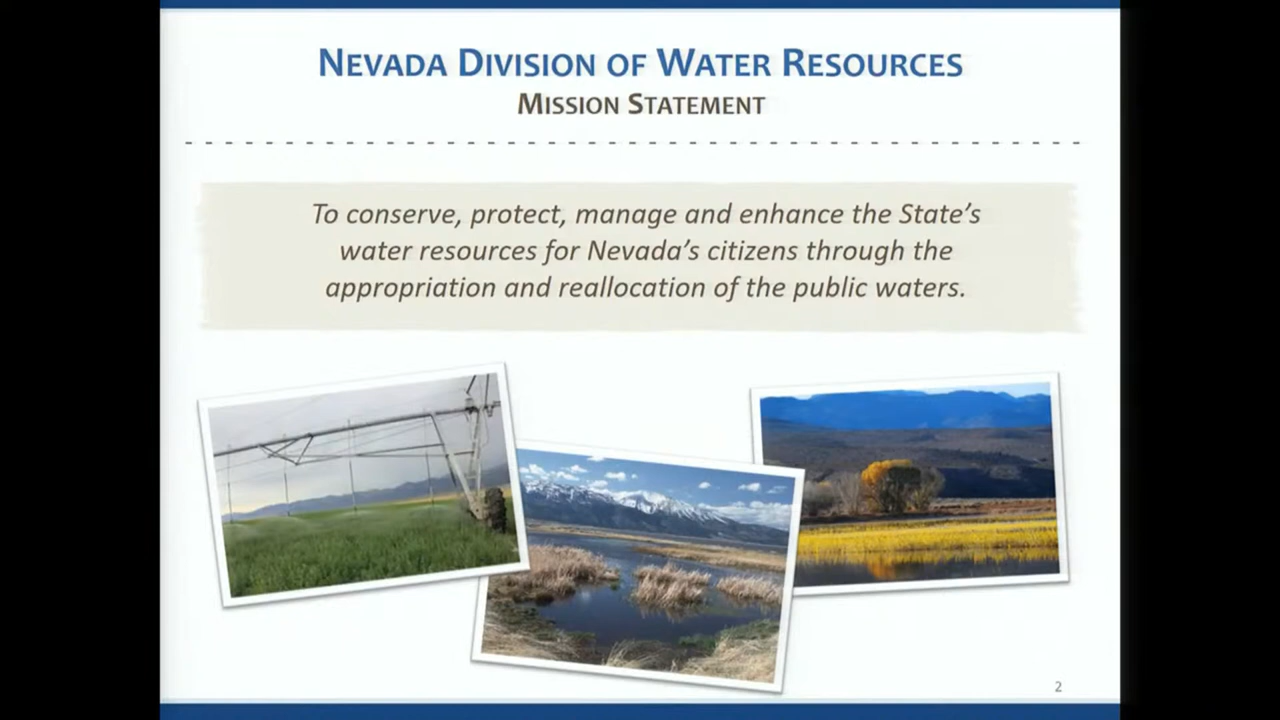 NEVADA DIVISION OF WATER RESOURCES
MISSION STATEMENT
To conserve, protect, manage and enhance the State's
water resources for Nevada's citizens through the
appropriation and reallocation of the public waters.
2